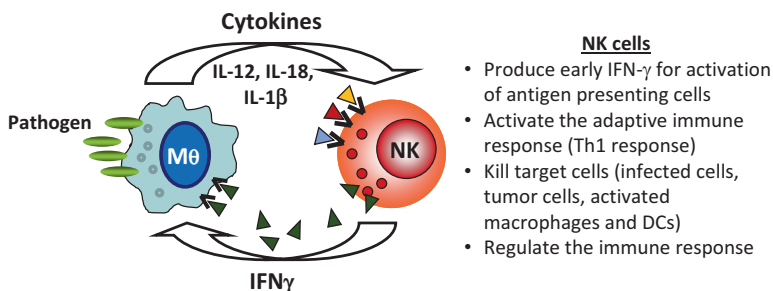 Cytokines
IL-12, IL-18,
IL-1β
Pathogen
Mθ
NK
IFNγ
NK cells
• Produce early IFN-γ for activation
of antigen presenting cells
• Activate the adaptive immune
response (Th1 response)
• Kill target cells (infected cells,
tumor cells, activated
macrophages and DCs)
• Regulate the immune response